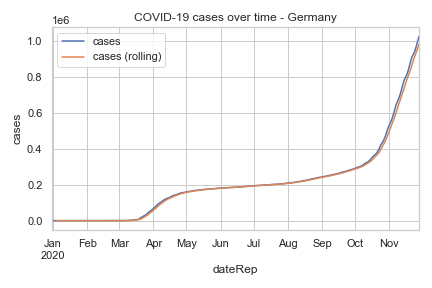 COVID-19 cases over time - Germany
1e6
cases
cases (rolling)
1.0
0.8
0.6
0.4
0.2
0.0
cases
Jan Feb Mar Apr May Jun Jul Aug Sep Oct Nov
2020
dateRep